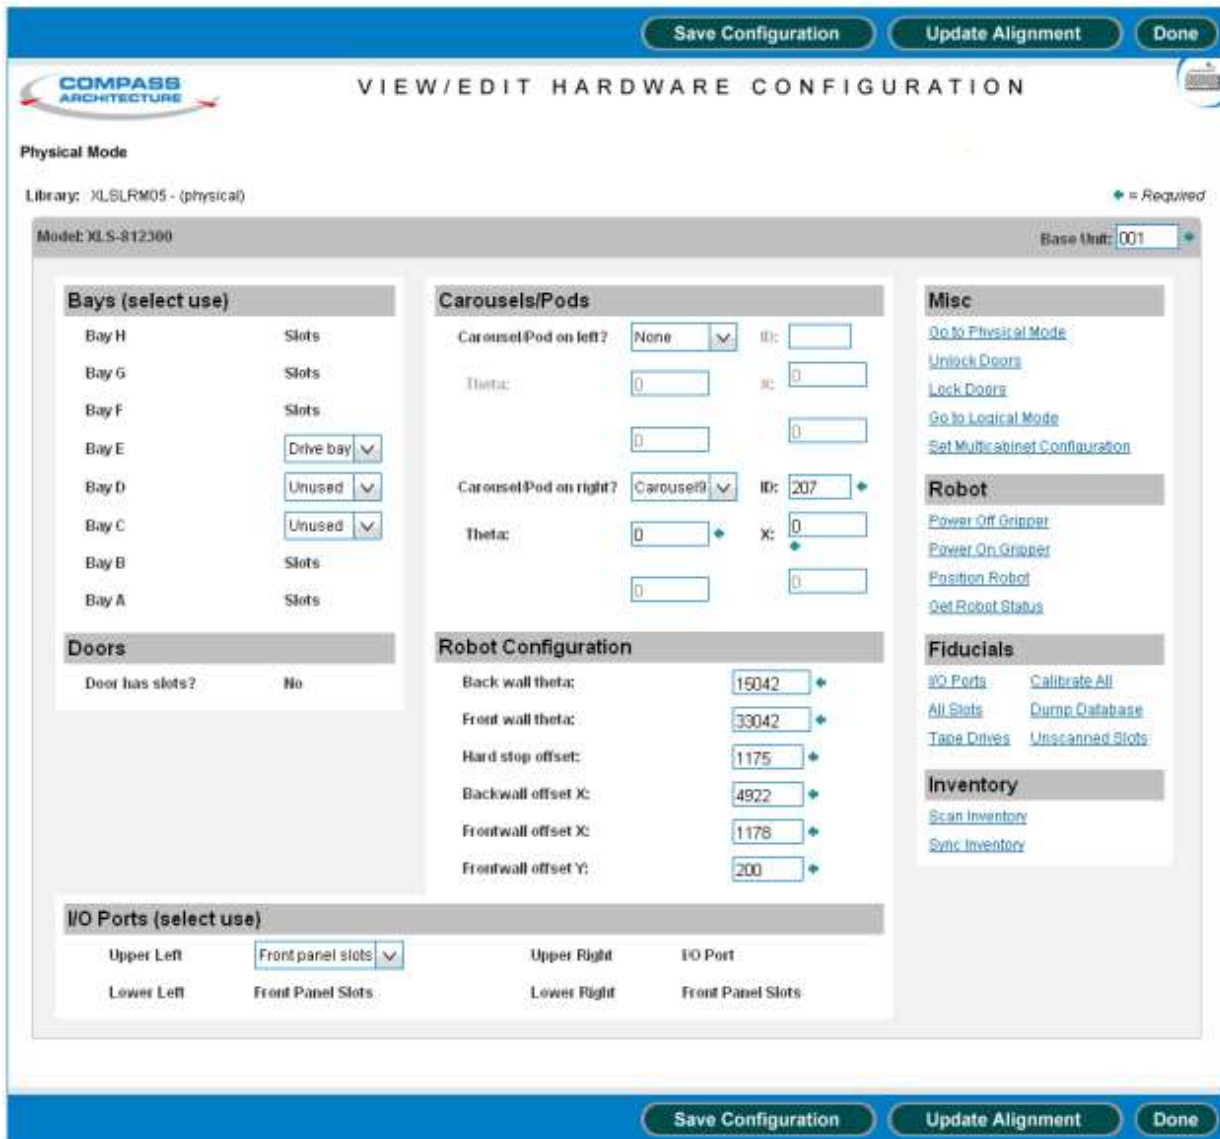 Save Configuration Update Alignment Done
COMPASS ARCHITECTURE
VIEW/EDIT HARDWARE CONFIGURATION
Physical Mode
Library: XLSLRM05 - (physical)
= Required
Model: XLS-812300
Base Unit: 001
Bays (select use)
Bay H Slots
Bay G Slots
Bay F Slots
Bay E Drive bay
Bay D Unused
Bay C Unused
Bay B Slots
Bay A Slots
Doors
Door has slots? No
Carousels/Pods
Carousel/Pod on left? None ID:
Theta: 0 X: 0
0 0
Carousel/Pod on right? Carousel9 ID: 207
Theta: 0 X: 0
0 0
Robot Configuration
Back wall theta: 15042
Front wall theta: 33042
Hard stop offset: 1175
Backwall offset X: 4922
Frontwall offset X: 1178
Frontwall offset Y: 200
I/O Ports (select use)
Upper Left Front panel slots Upper Right I/O Port
Lower Left Front Panel Slots Lower Right Front Panel Slots
Misc
Go to Physical Mode
Unlock Doors
Lock Doors
Go to Logical Mode
Set Multicabinet Configuration
Robot
Power Off Gripper
Power On Gripper
Position Robot
Get Robot Status
Fiducials
I/O Ports Calibrate All
All Slots Dump Database
Tape Drives Unscanned Slots
Inventory
Scan Inventory
Sync Inventory
Save Configuration Update Alignment Done